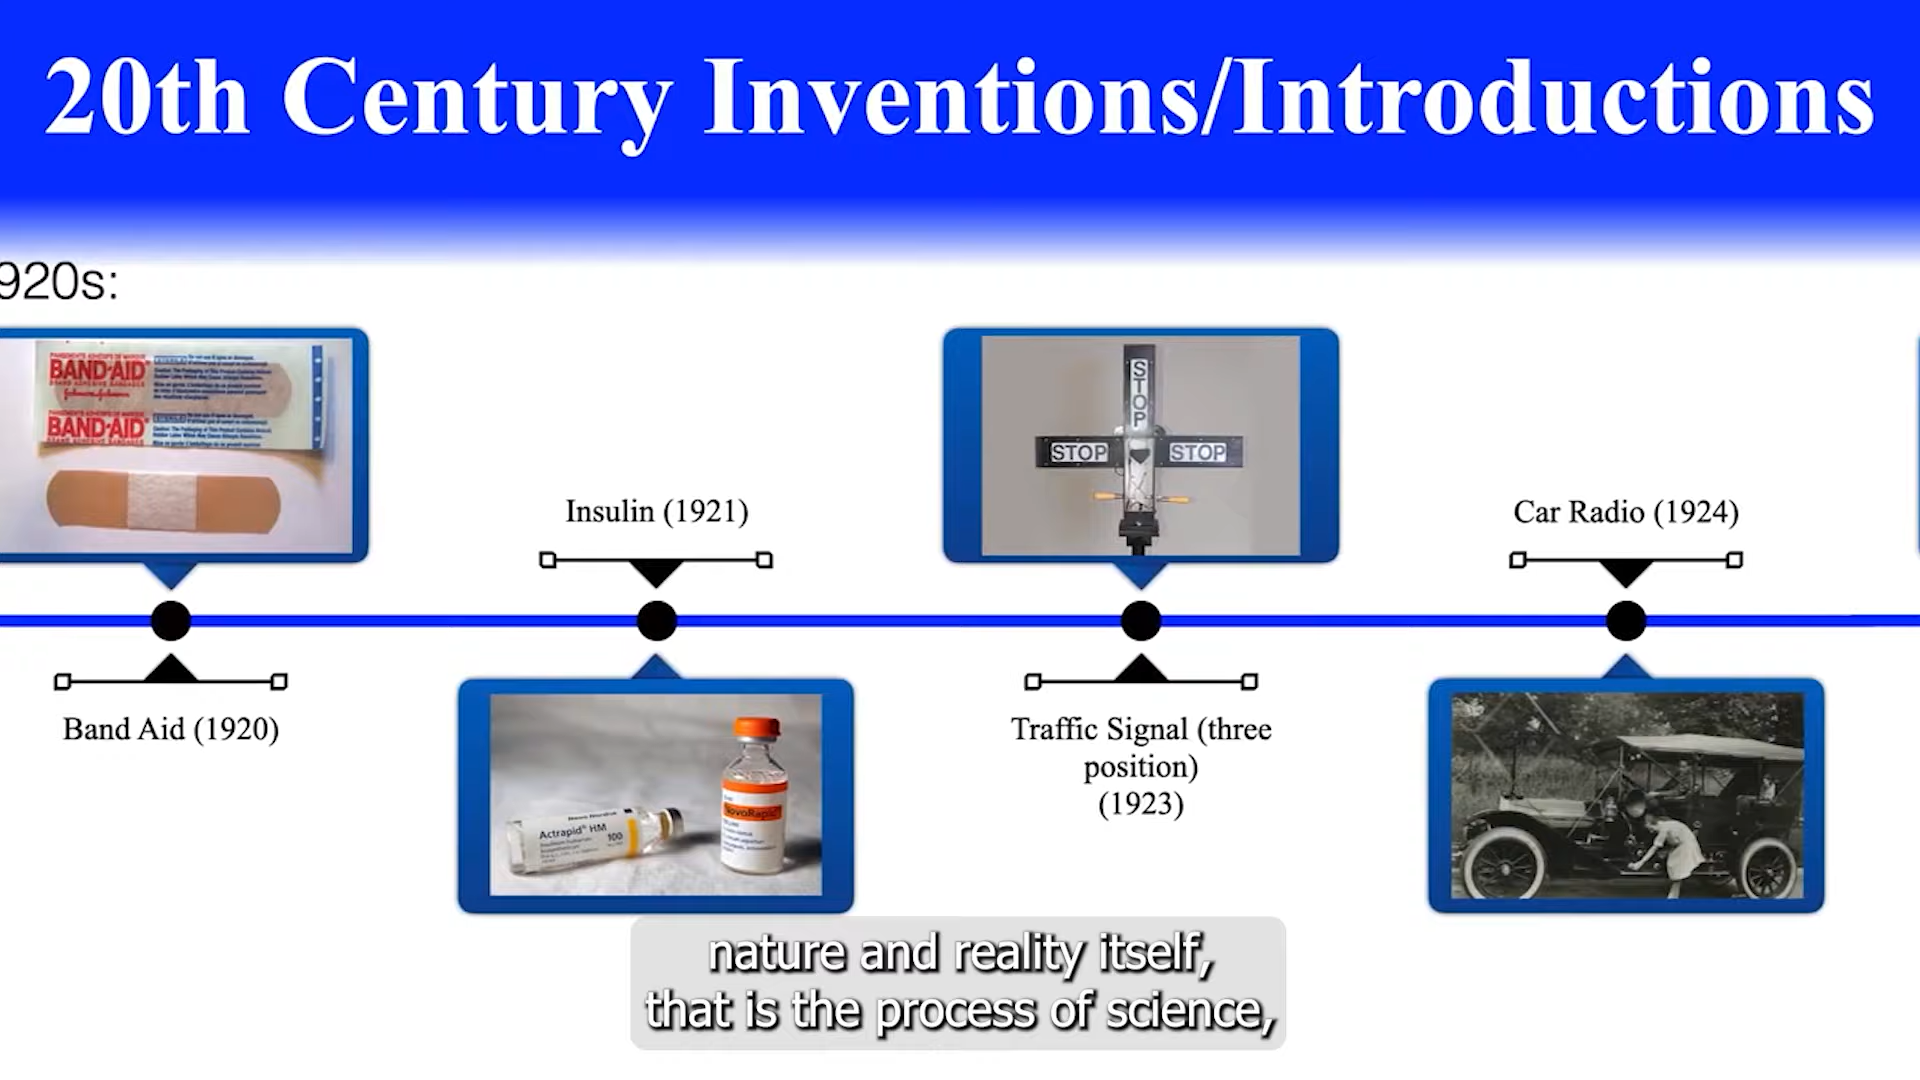 20th Century Inventions/Introductions
920s:
BAND-AID
BAND-AID
Band Aid (1920)
Insulin (1921)
Actrapid® HM
100
NovoRapid®
STOP
STOP
STOP
Traffic Signal (three
position)
(1923)
Car Radio (1924)
nature and reality itself,
that is the process of science,